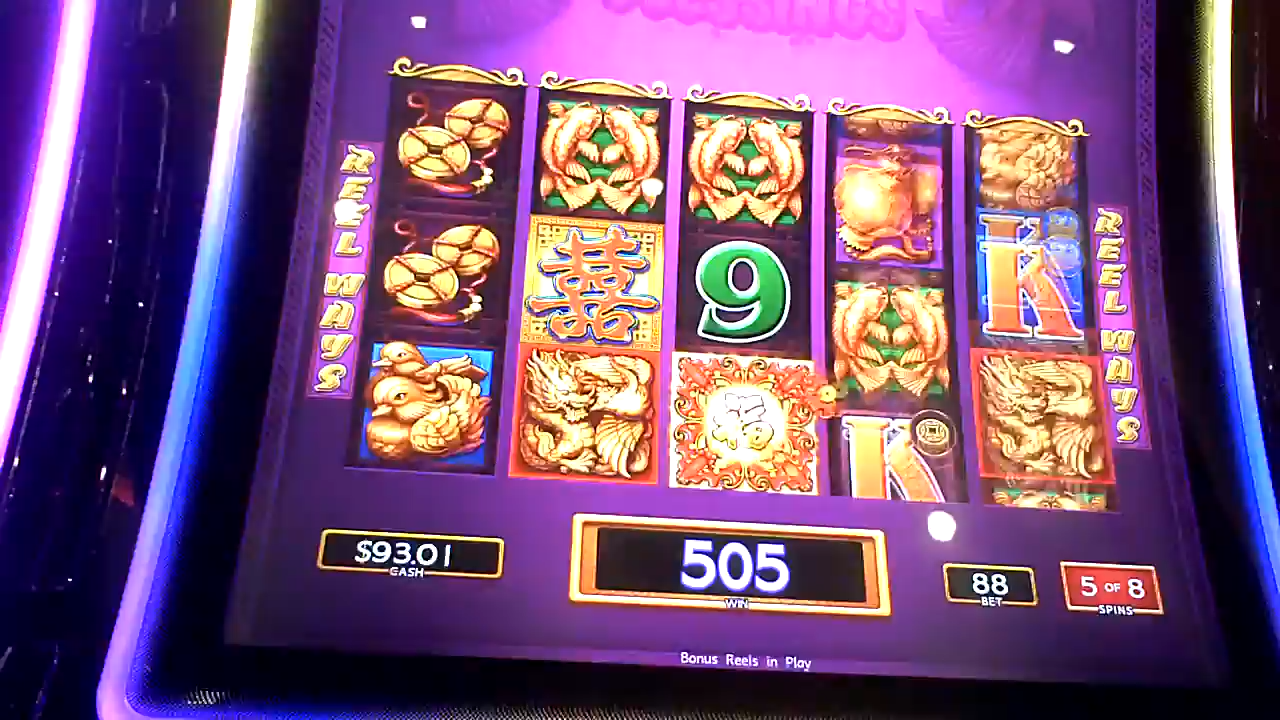 REEL WAYS
REEL WAYS
囍
9
K
K
$93.01
CASH
505
WIN
88
BET
5 OF 8
SPINS
Bonus Reels in Play